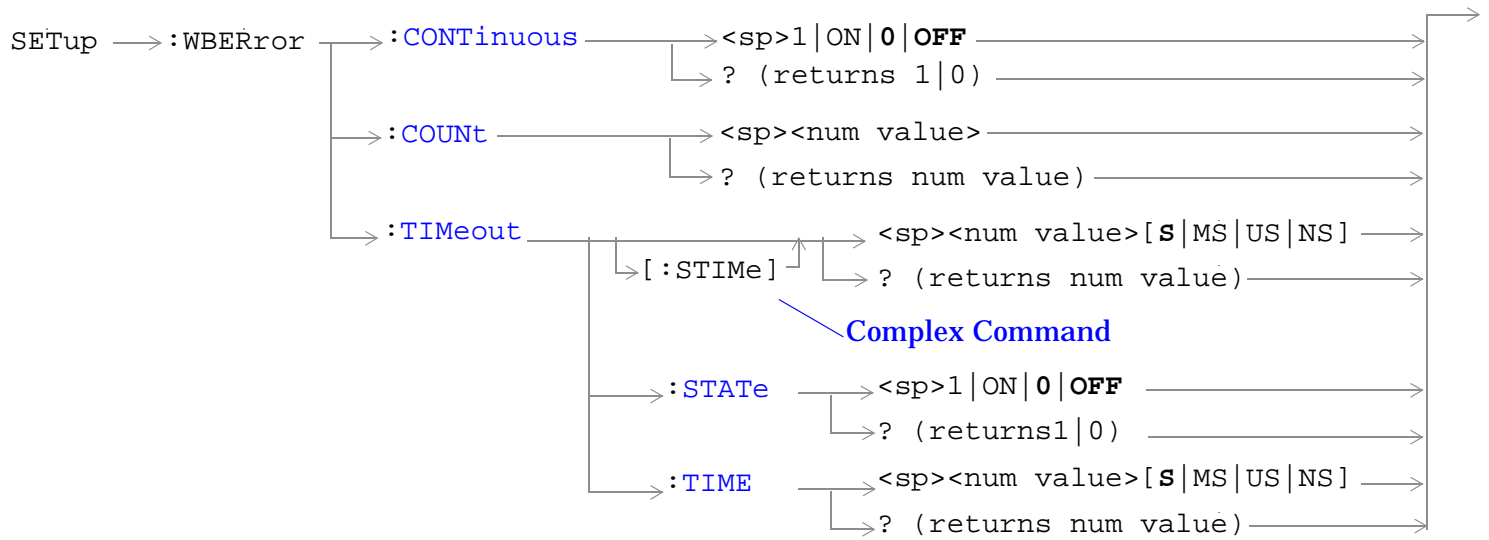 SETup :WBERror :CONTinuous <sp>1|ON|0|OFF
? (returns 1|0)
:COUNt <sp><num value>
? (returns num value)
:TIMeout <sp><num value>[S|MS|US|NS]
[:STIMe] ? (returns num value)
Complex Command
:STATe <sp>1|ON|0|OFF
? (returns1|0)
:TIME <sp><num value>[S|MS|US|NS]
? (returns num value)